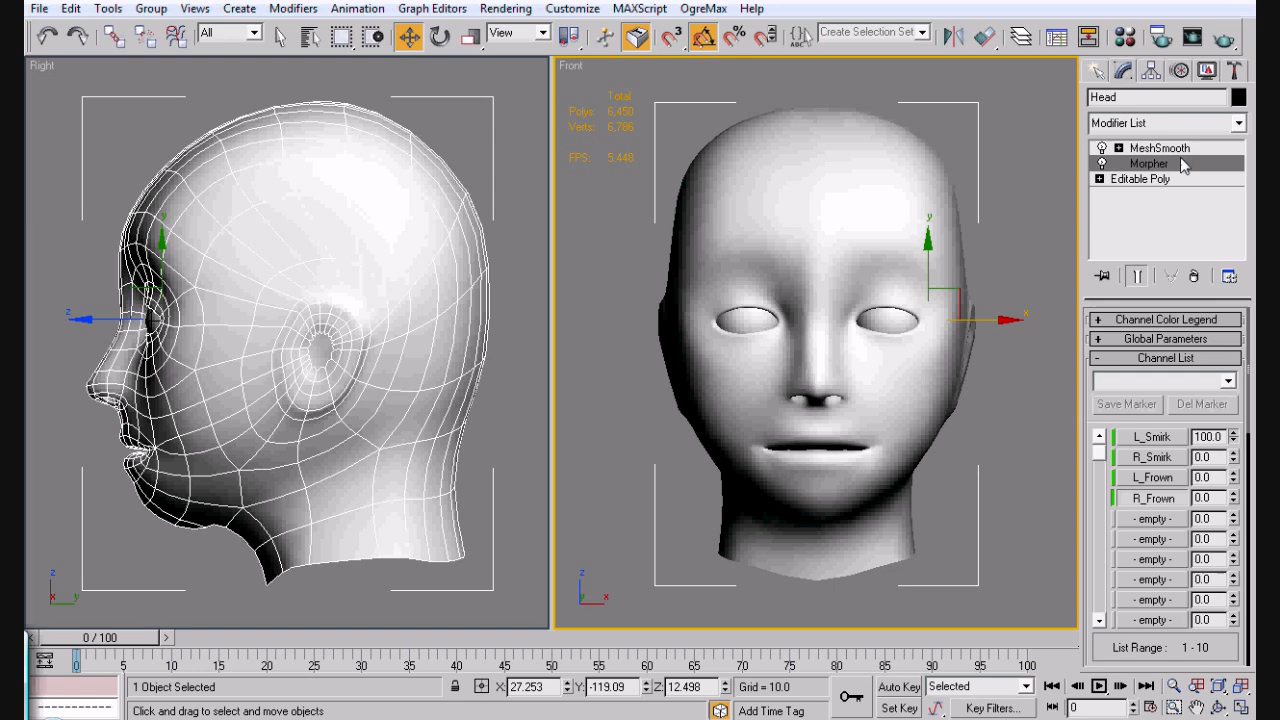 File Edit Tools Group Views Create Modifiers Animation Graph Editors Rendering Customize MAXScript OgreMax Help
All View 3 % ABC Create Selection Set
Right Front
Total
Polys: 6,450
Verts: 6,786
FPS: 5.448
y y
z x
z x y
z y x
Head
Modifier List
MeshSmooth
Morpher
Editable Poly
+ Channel Color Legend
+ Global Parameters
- Channel List
Save Marker Del Marker
L_Smirk 100.0
R_Smirk 0.0
L_Frown 0.0
R_Frown 0.0
- empty - 0.0
- empty - 0.0
- empty - 0.0
- empty - 0.0
- empty - 0.0
- empty - 0.0
List Range: 1 - 10
0 / 100
0 5 10 15 20 25 30 35 40 45 50 55 60 65 70 75 80 85 90 95 100
1 Object Selected X: 27.253 Y: -119.09 Z: 12.498 Grid = 10.0 Auto Key Selected
Click and drag to select and move objects Add Time Tag Set Key Key Filters... 0